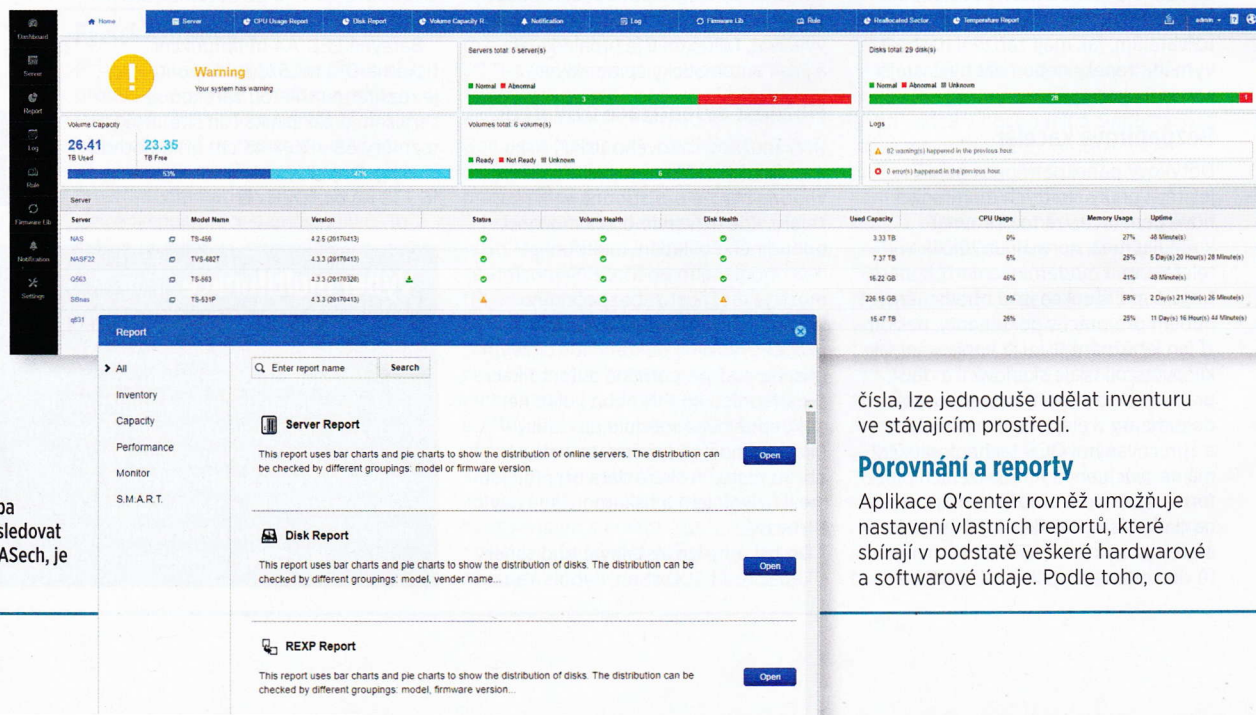 Home Server CPU Usage Report Disk Report Volume Capacity R... Notification Log Firmware Lib Rule Reallocated Sector.. Temperature Report admin
Dashboard
Server
Report
Log
Rule
Firmware Lib
Notification
Settings
Warning
Your system has warning
Servers total: 5 server(s)
Normal Abnormal
3 2
Disks total: 29 disk(s)
Normal Abnormal Unknown
28 1
Volume Capacity
26.41 23.35
TB Used TB Free
53% 47%
Volumes total: 6 volume(s)
Ready Not Ready Unknown
6
Logs
82 warning(s) happened in the previous hour.
0 error(s) happened in the previous hour.
Server
Server Model Name Version Status Volume Health Disk Health Used Capacity CPU Usage Memory Usage Uptime
NAS 4.2.6 (20170413) 3.33 TB 0% 27% 48 Minute(s)
NASF22 TVS-682T 4.3.3 (20170413) 7.37 TB 6% 25% 5 Day(s) 20 Hour(s) 28 Minute(s)
Q563 TS-563 4.3.3 (20170328) 16.22 GB 46% 41% 48 Minute(s)
SBnas TS-531P 4.3.3 (20170413) 226.15 GB 8% 58% 2 Day(s) 21 Hour(s) 26 Minute(s)
15.47 TB 26% 25% 11 Day(s) 16 Hour(s) 44 Minute(s)
Report
All
Inventory
Capacity
Performance
Monitor
S.M.A.R.T.
Enter report name Search
Server Report
This report uses bar charts and pie charts to show the distribution of online servers. The distribution can
be checked by different groupings: model or firmware version.
Open
Disk Report
This report uses bar charts and pie charts to show the distribution of disks. The distribution can be
checked by different groupings: model, vender name...
Open
REXP Report
This report uses bar charts and pie charts to show the distribution of disks. The distribution can be
checked by different groupings: model, firmware version...
Open
ba
sledovat
ASech, je
čísla, lze jednoduše udělat inventuru
ve stávajícím prostředí.
Porovnání a reporty
Aplikace Q'center rovněž umožňuje
nastavení vlastních reportů, které
sbírají v podstatě veškeré hardwarové
a softwarové údaje. Podle toho, co